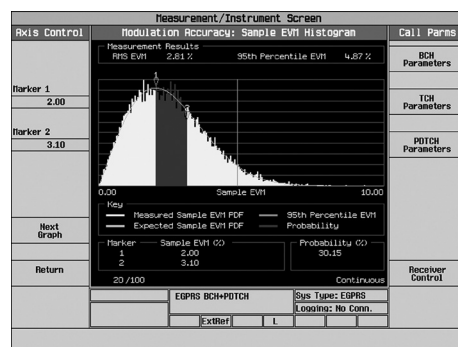 Measurement/Instrument Screen
Axis Control
Modulation Accuracy: Sample EVM Histogram
Call Parms
Measurement Results
RMS EVM 2.81 % 95th Percentile EVM 4.87 %
BCH
Parameters
Marker 1
2.00
TCH
Parameters
Marker 2
3.10
PDTCH
Parameters
1
2
0.00 Sample EVM 10.00
Key
Measured Sample EVM PDF 95th Percentile EVM
Expected Sample EVM PDF Probability
Next
Graph
Marker Sample EVM (%) Probability (%)
1 2.00 30.15
2 3.10
Return
Receiver
Control
20 /100 Continuous
EGPRS BCH+PDTCH
Sys Type: EGPRS
Logging: No Conn.
ExtRef L